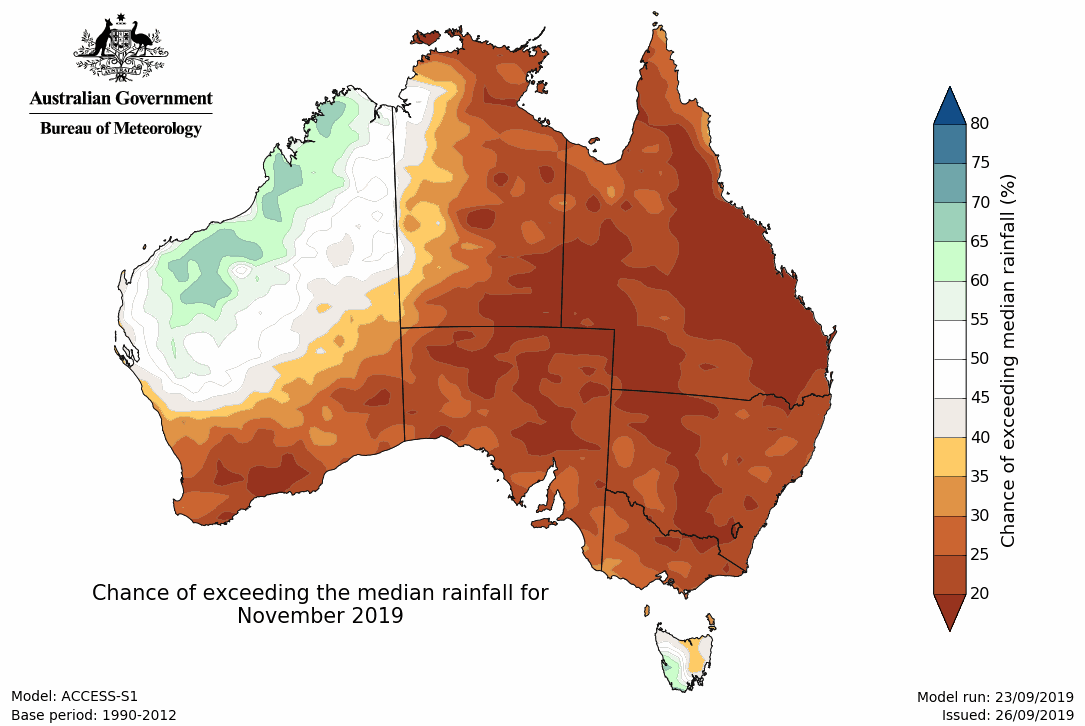 Australian Government
Bureau of Meteorology
80
75
70
65
60
55
50
45
40
35
30
25
20
Chance of exceeding median rainfall (%)
Chance of exceeding the median rainfall for
November 2019
Model: ACCESS-S1
Base period: 1990-2012
Model run: 23/09/2019
Issued: 26/09/2019